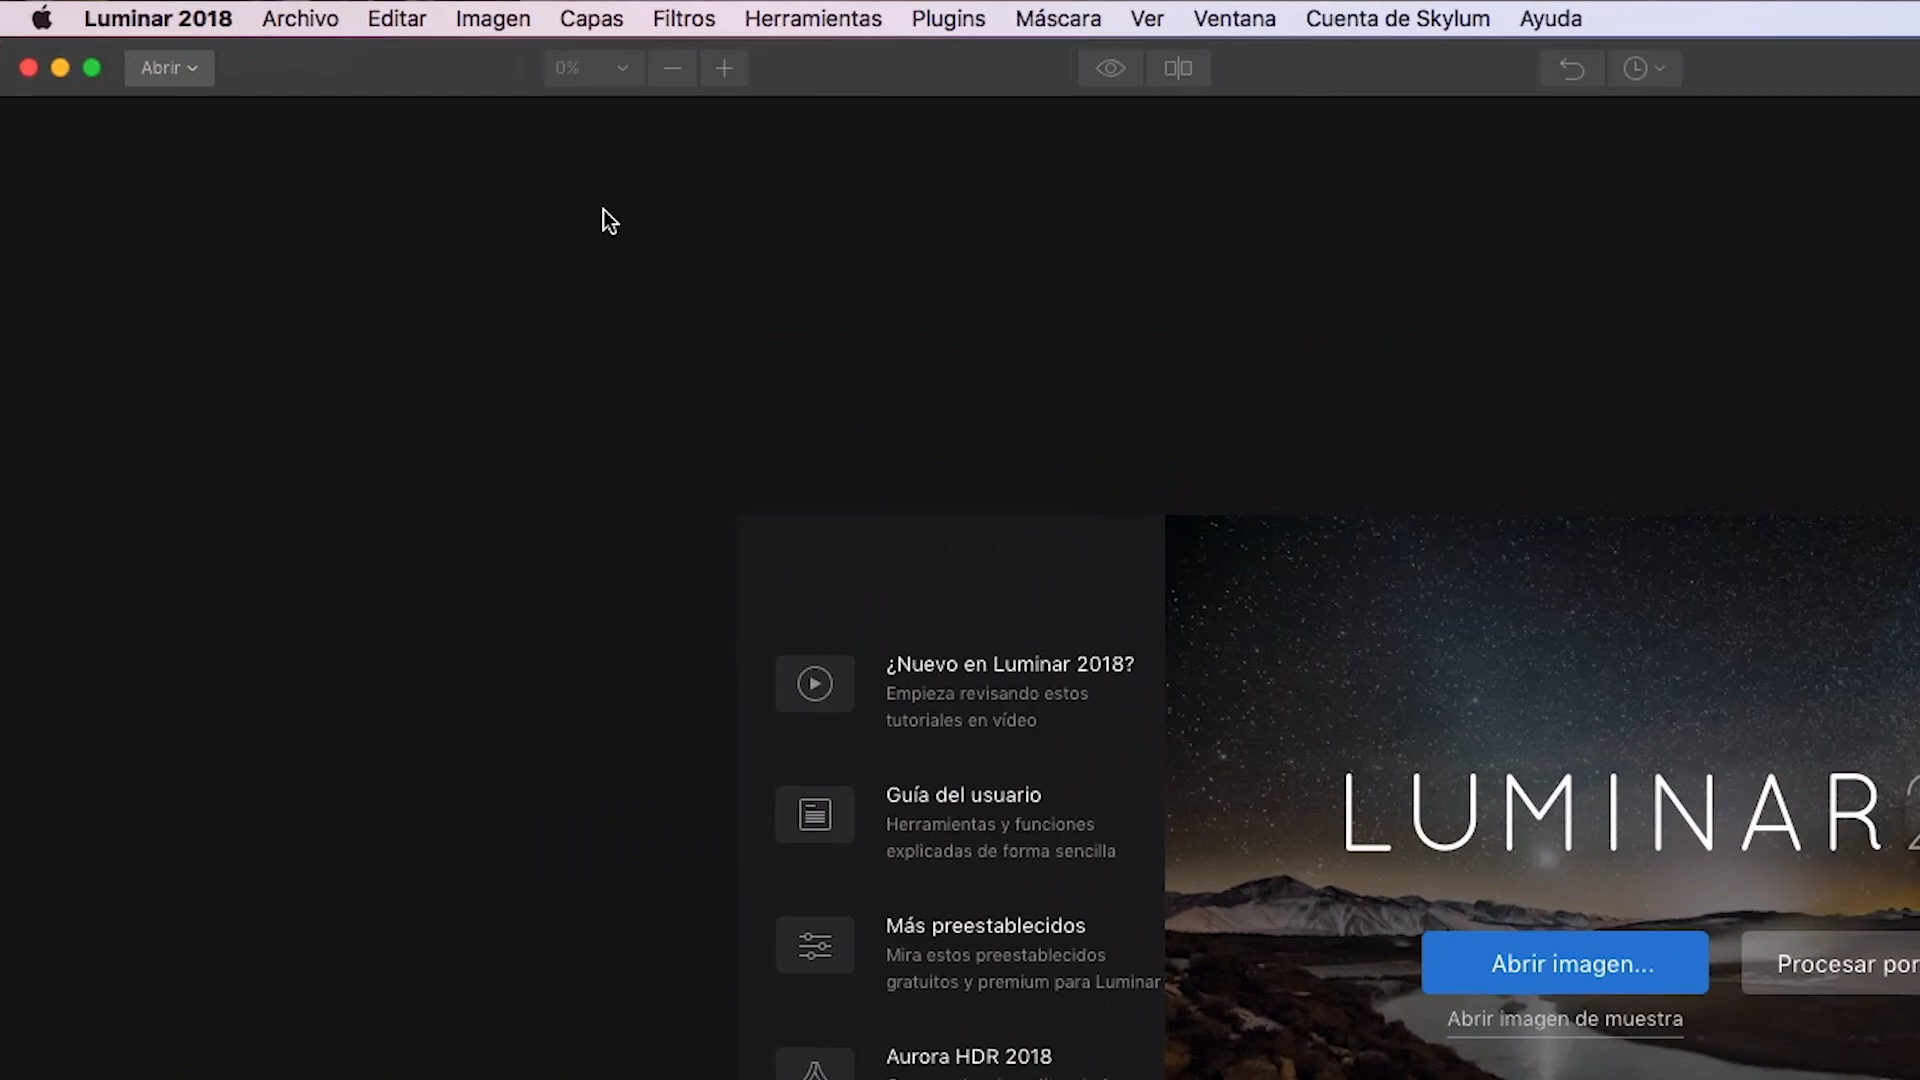 Luminar 2018 Archivo Editar Imagen Capas Filtros Herramientas Plugins Máscara Ver Ventana Cuenta de Skylum Ayuda
Abrir 0%
¿Nuevo en Luminar 2018?
Empieza revisando estos
tutoriales en vídeo
Guía del usuario
Herramientas y funciones
explicadas de forma sencilla
Más preestablecidos
Mira estos preestablecidos
gratuitos y premium para Luminar
Aurora HDR 2018
LUMINAR
Abrir imagen...
Procesar por
Abrir imagen de muestra